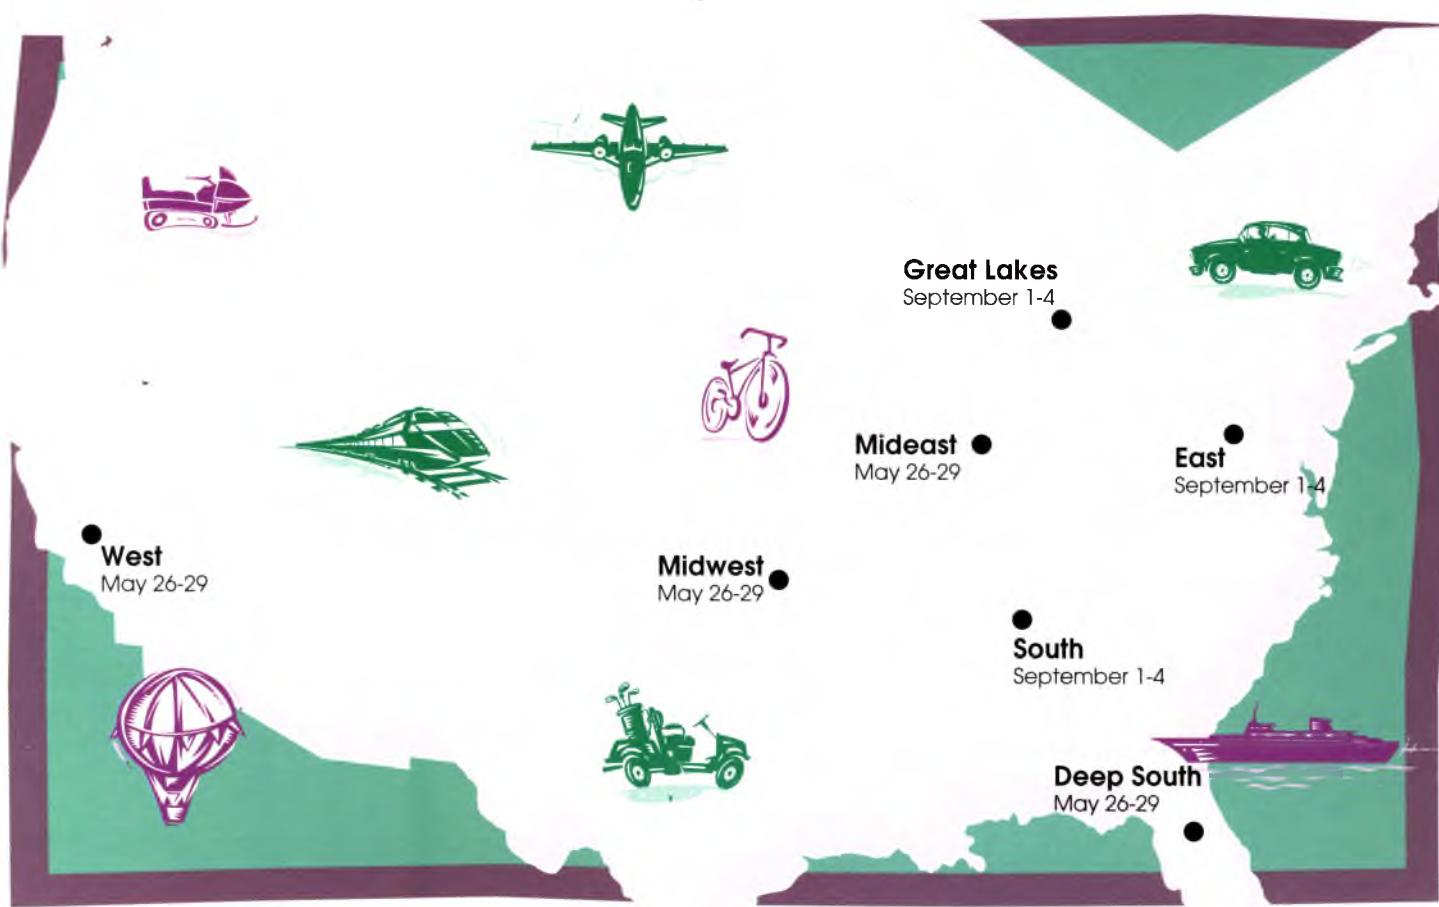 Great Lakes
September 1-4
Mideast
May 26-29
East
September 1-4
West
May 26-29
Midwest
May 26-29
South
September 1-4
Deep South
May 26-29